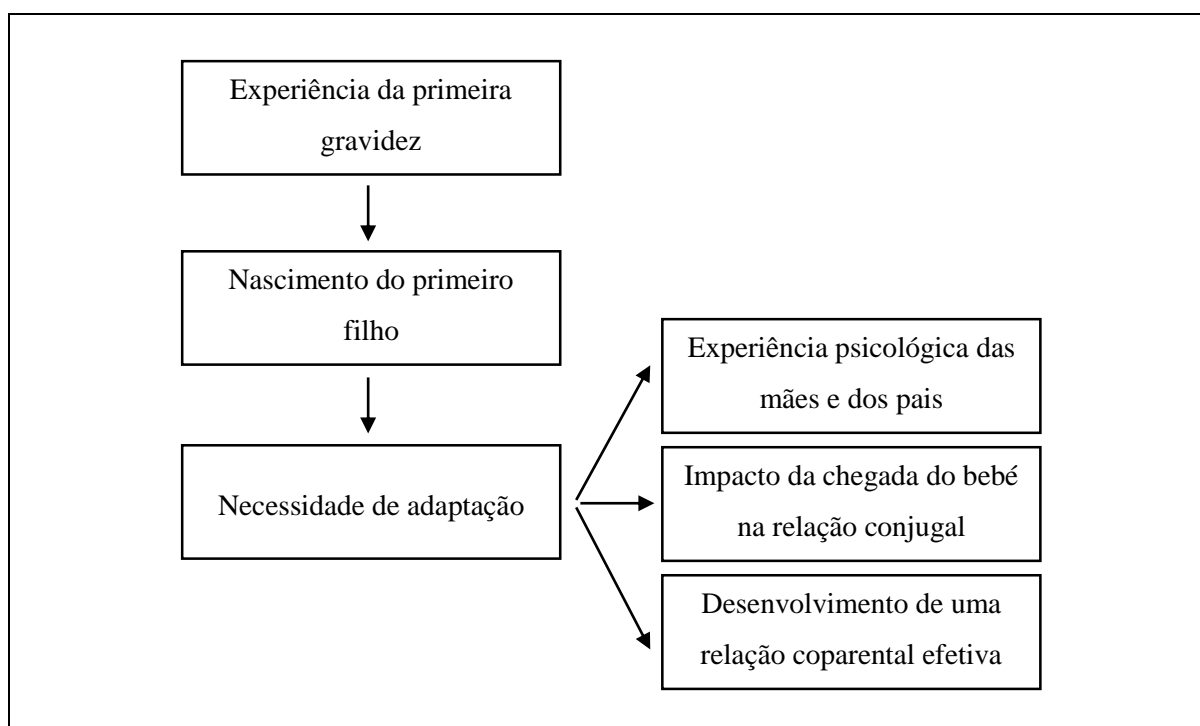 Experiência da primeira
gravidez
Nascimento do primeiro
filho
Necessidade de adaptação
Experiência psicológica das
mães e dos pais
Impacto da chegada do bebé
na relação conjugal
Desenvolvimento de uma
relação coparental efetiva